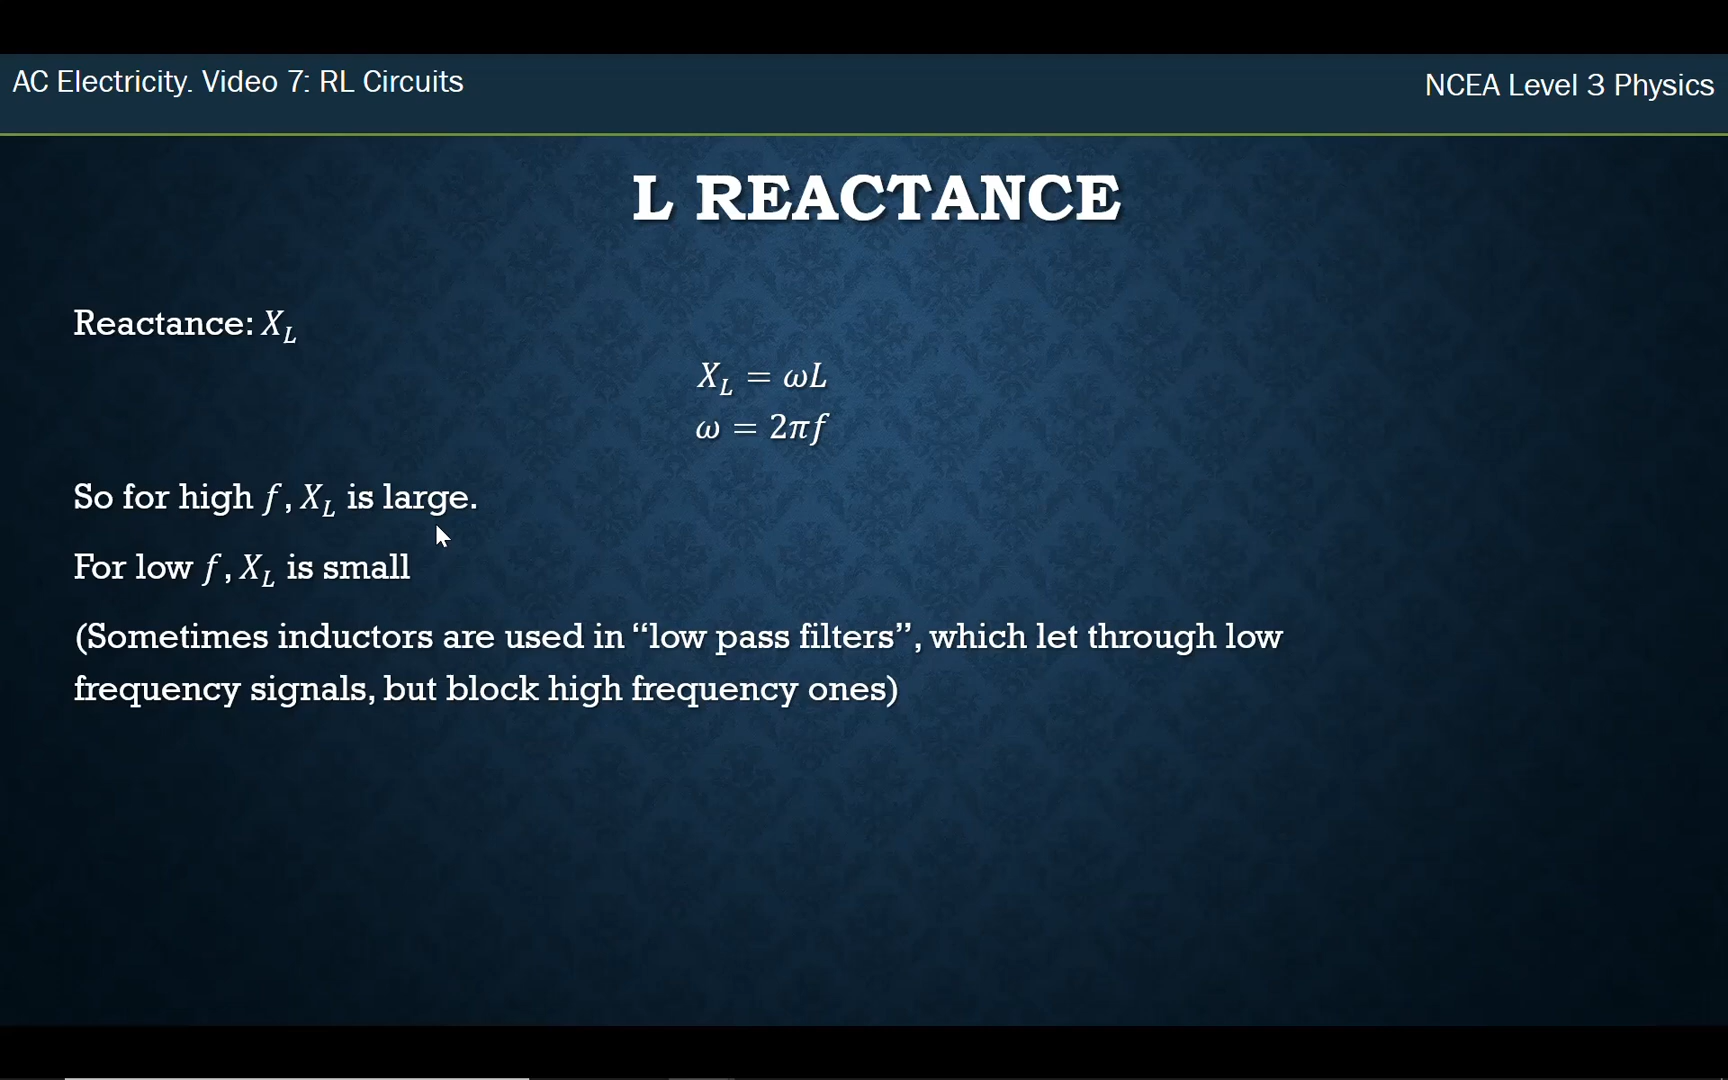 AC Electricity. Video 7: RL Circuits
NCEA Level 3 Physics
L REACTANCE
Reactance: X_L
X_L = ωL
ω = 2πf
So for high f, X_L is large.
For low f, X_L is small
(Sometimes inductors are used in “low pass filters”, which let through low
frequency signals, but block high frequency ones)